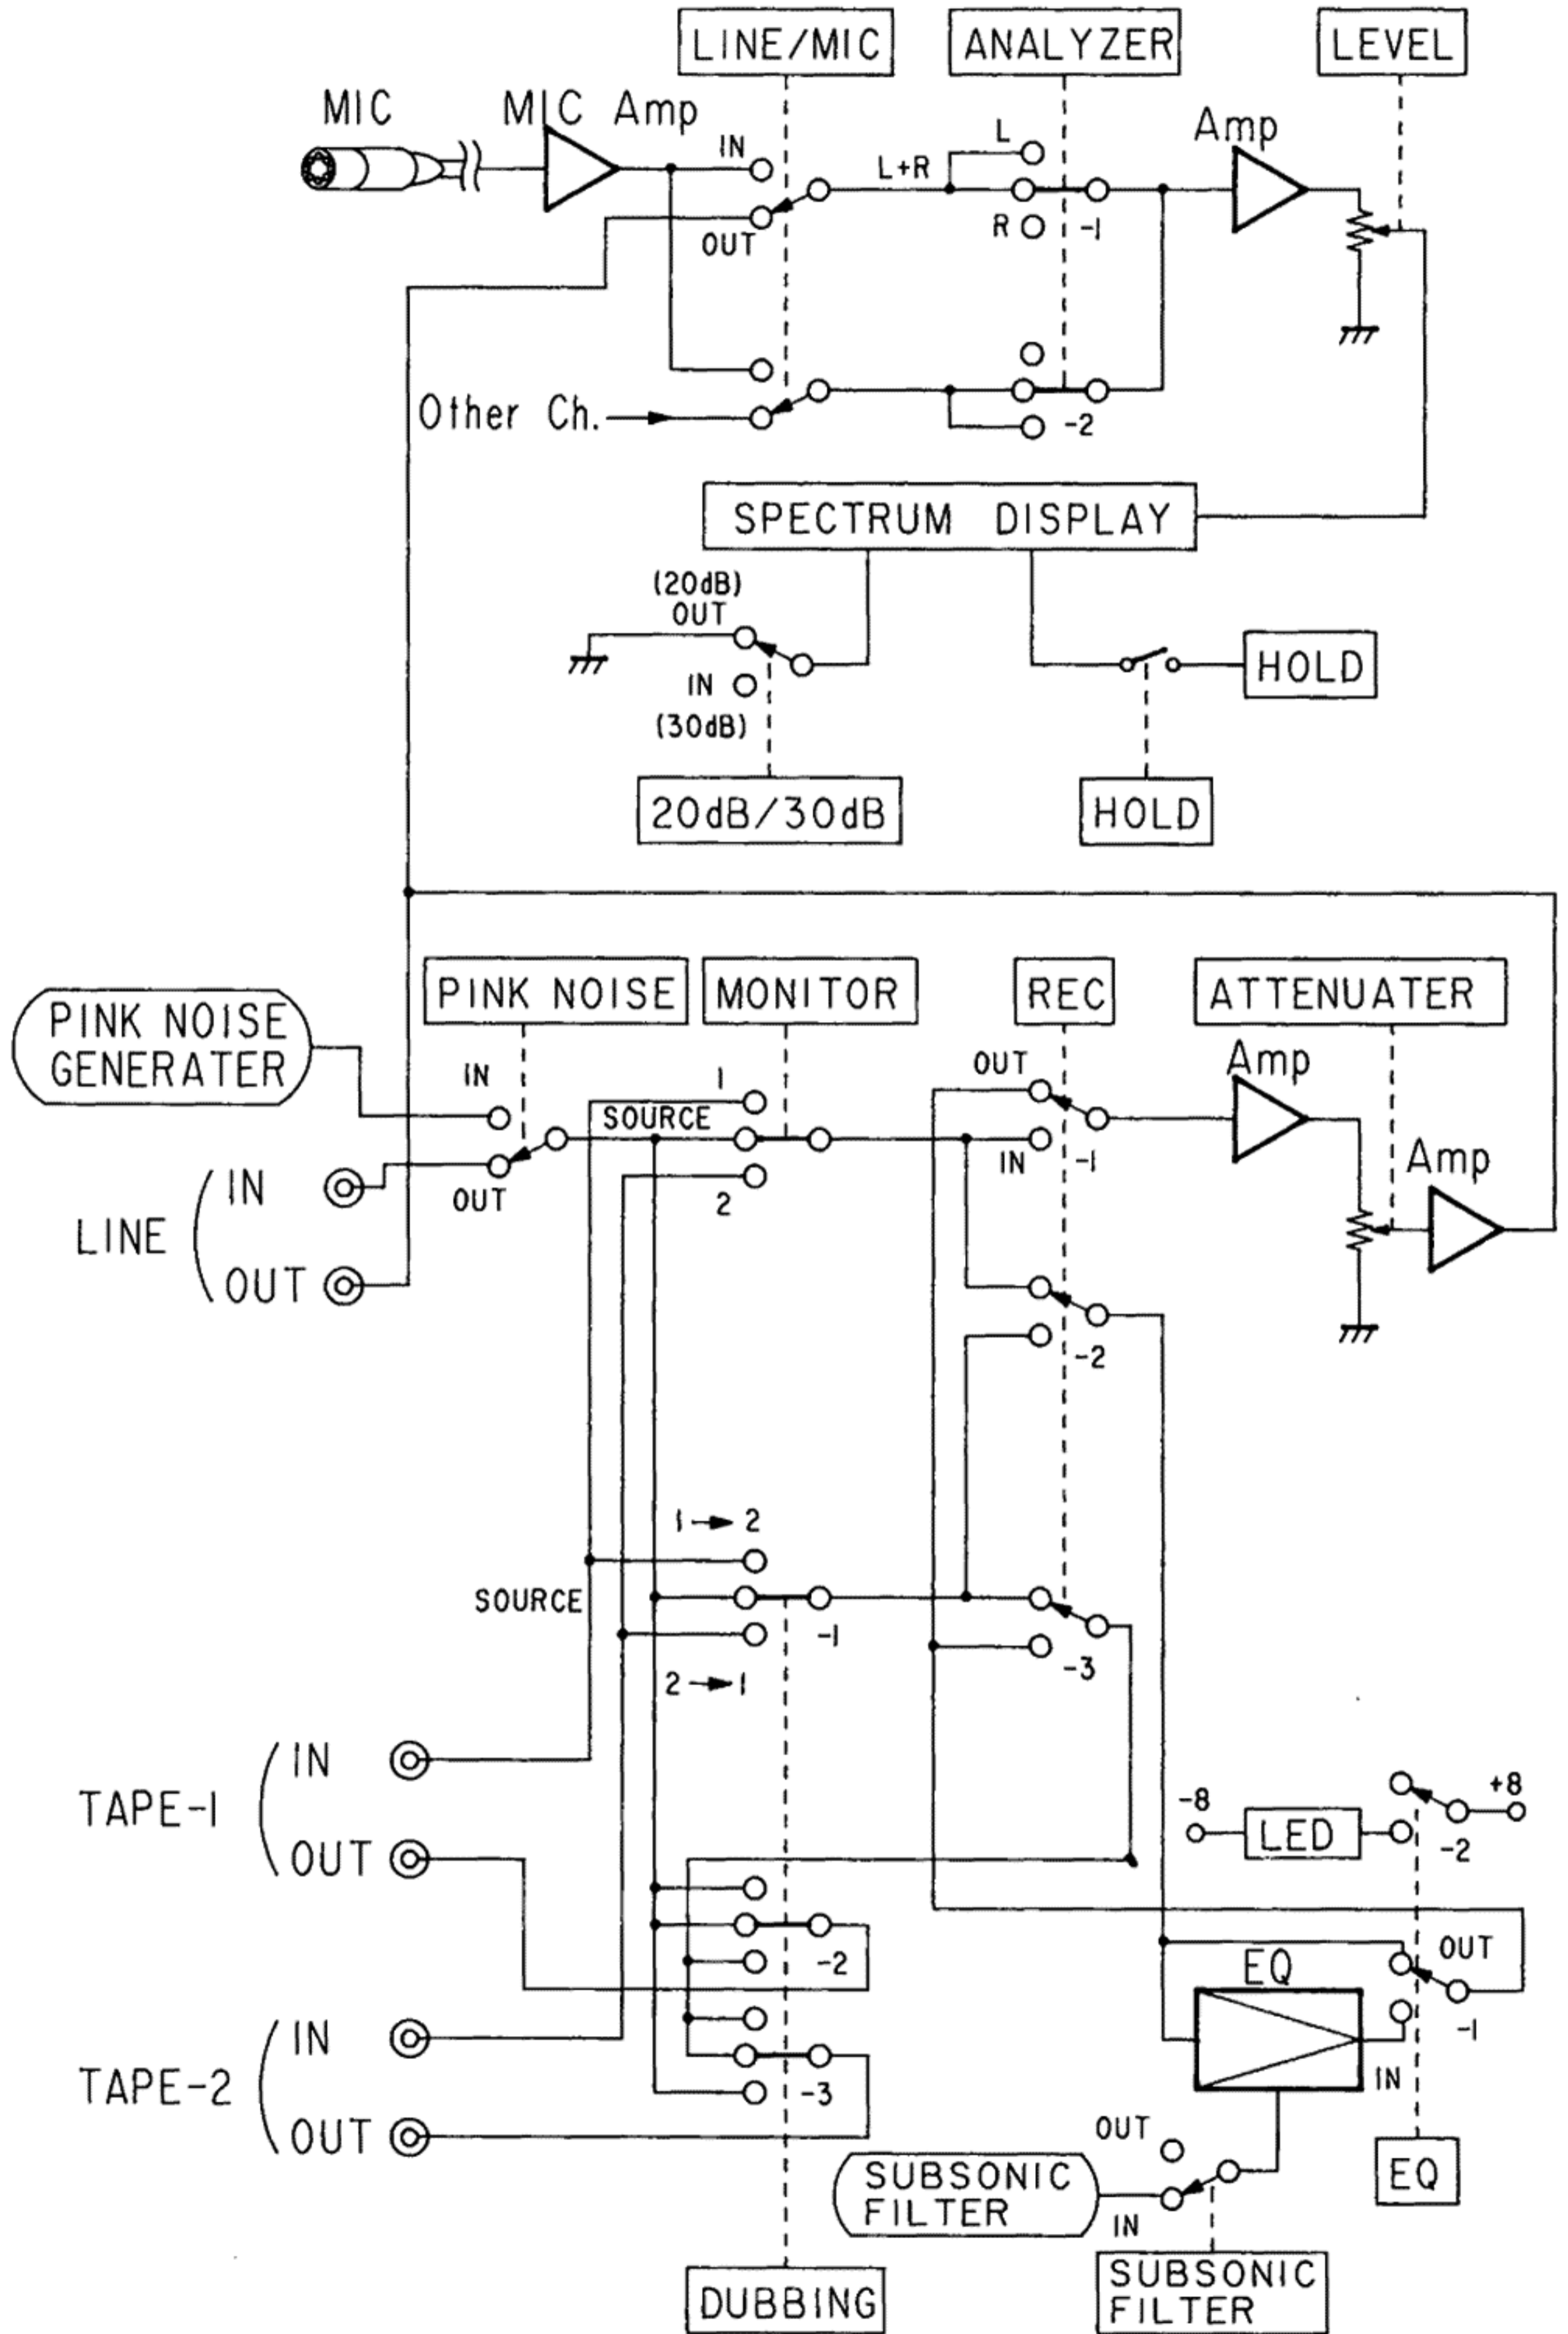 LINE/MIC
ANALYZER
LEVEL
MIC
MIC Amp
Amp
IN
L
L+R
R
-1
OUT
Other Ch.
-2
SPECTRUM DISPLAY
(20dB)
OUT
IN
(30dB)
HOLD
20dB/30dB
HOLD
PINK NOISE
MONITOR
REC
ATTENUATER
PINK NOISE
GENERATER
IN
1
SOURCE
OUT
Amp
IN
-1
Amp
OUT
2
LINE
IN
OUT
-2
1→2
SOURCE
-1
2→1
-3
TAPE-1
IN
OUT
-8
LED
+8
-2
-2
EQ
OUT
-1
IN
TAPE-2
IN
OUT
-3
OUT
SUBSONIC
FILTER
IN
EQ
DUBBING
SUBSONIC
FILTER